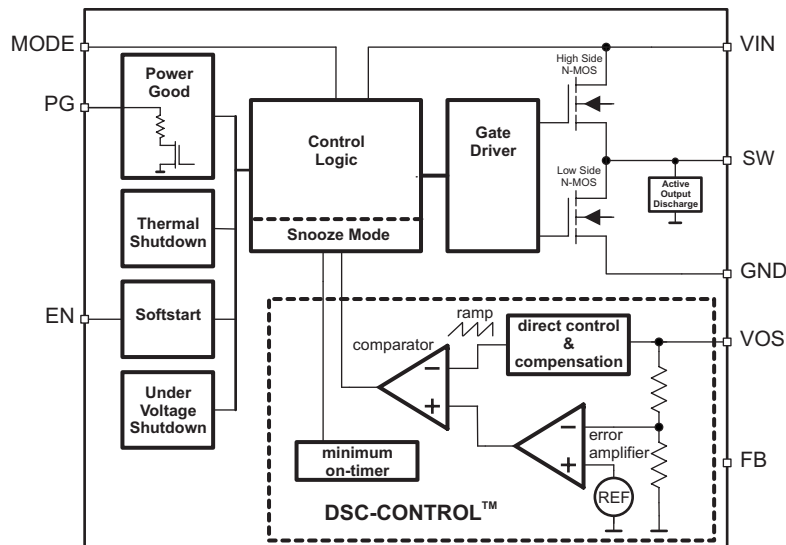 MODE
VIN
Power
Good
High Side
N-MOS
PG
Control
Logic
Gate
Driver
SW
Low Side
N-MOS
Active
Output
Discharge
Thermal
Shutdown
Snooze Mode
GND
EN
Softstart
ramp
direct control
&
compensation
VOS
comparator
−
+
Under
Voltage
Shutdown
−
+
error
amplifier
FB
minimum
on-timer
REF
DSC-CONTROL™